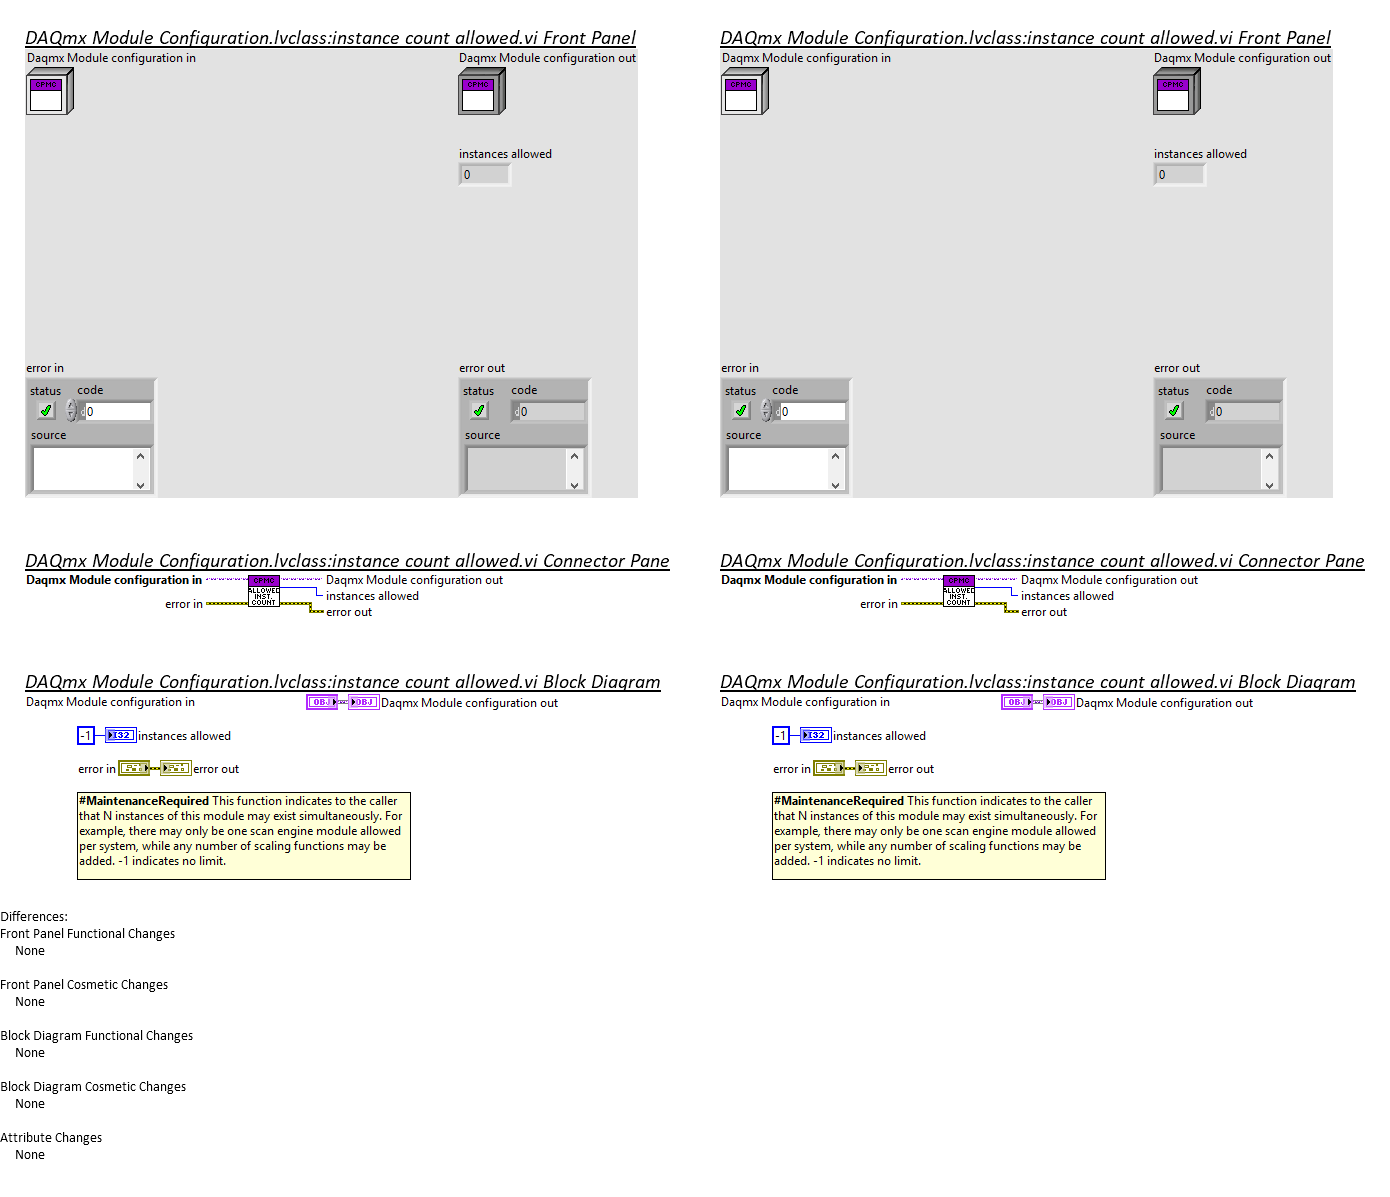 DAQmx Module Configuration.lvclass:instance count allowed.vi Front Panel
Daqmx Module configuration in
Daqmx Module configuration out
CPMC
CPMC
instances allowed
0
error in
error out
status code
0
source
status code
0
source
DAQmx Module Configuration.lvclass:instance count allowed.vi Front Panel
Daqmx Module configuration in
Daqmx Module configuration out
CPMC
CPMC
instances allowed
0
error in
error out
status code
0
source
status code
0
source
DAQmx Module Configuration.lvclass:instance count allowed.vi Connector Pane
Daqmx Module configuration in
Daqmx Module configuration out
CPMC
ALLOWED
INST.
COUNT
instances allowed
error in
error out
DAQmx Module Configuration.lvclass:instance count allowed.vi Connector Pane
Daqmx Module configuration in
Daqmx Module configuration out
CPMC
ALLOWED
INST.
COUNT
instances allowed
error in
error out
DAQmx Module Configuration.lvclass:instance count allowed.vi Block Diagram
Daqmx Module configuration in OBJ OBJ Daqmx Module configuration out
-1 I32 instances allowed
error in error out
#MaintenanceRequired This function indicates to the caller
that N instances of this module may exist simultaneously. For
example, there may only be one scan engine module allowed
per system, while any number of scaling functions may be
added. -1 indicates no limit.
DAQmx Module Configuration.lvclass:instance count allowed.vi Block Diagram
Daqmx Module configuration in OBJ OBJ Daqmx Module configuration out
-1 I32 instances allowed
error in error out
#MaintenanceRequired This function indicates to the caller
that N instances of this module may exist simultaneously. For
example, there may only be one scan engine module allowed
per system, while any number of scaling functions may be
added. -1 indicates no limit.
Differences:
Front Panel Functional Changes
None
Front Panel Cosmetic Changes
None
Block Diagram Functional Changes
None
Block Diagram Cosmetic Changes
None
Attribute Changes
None